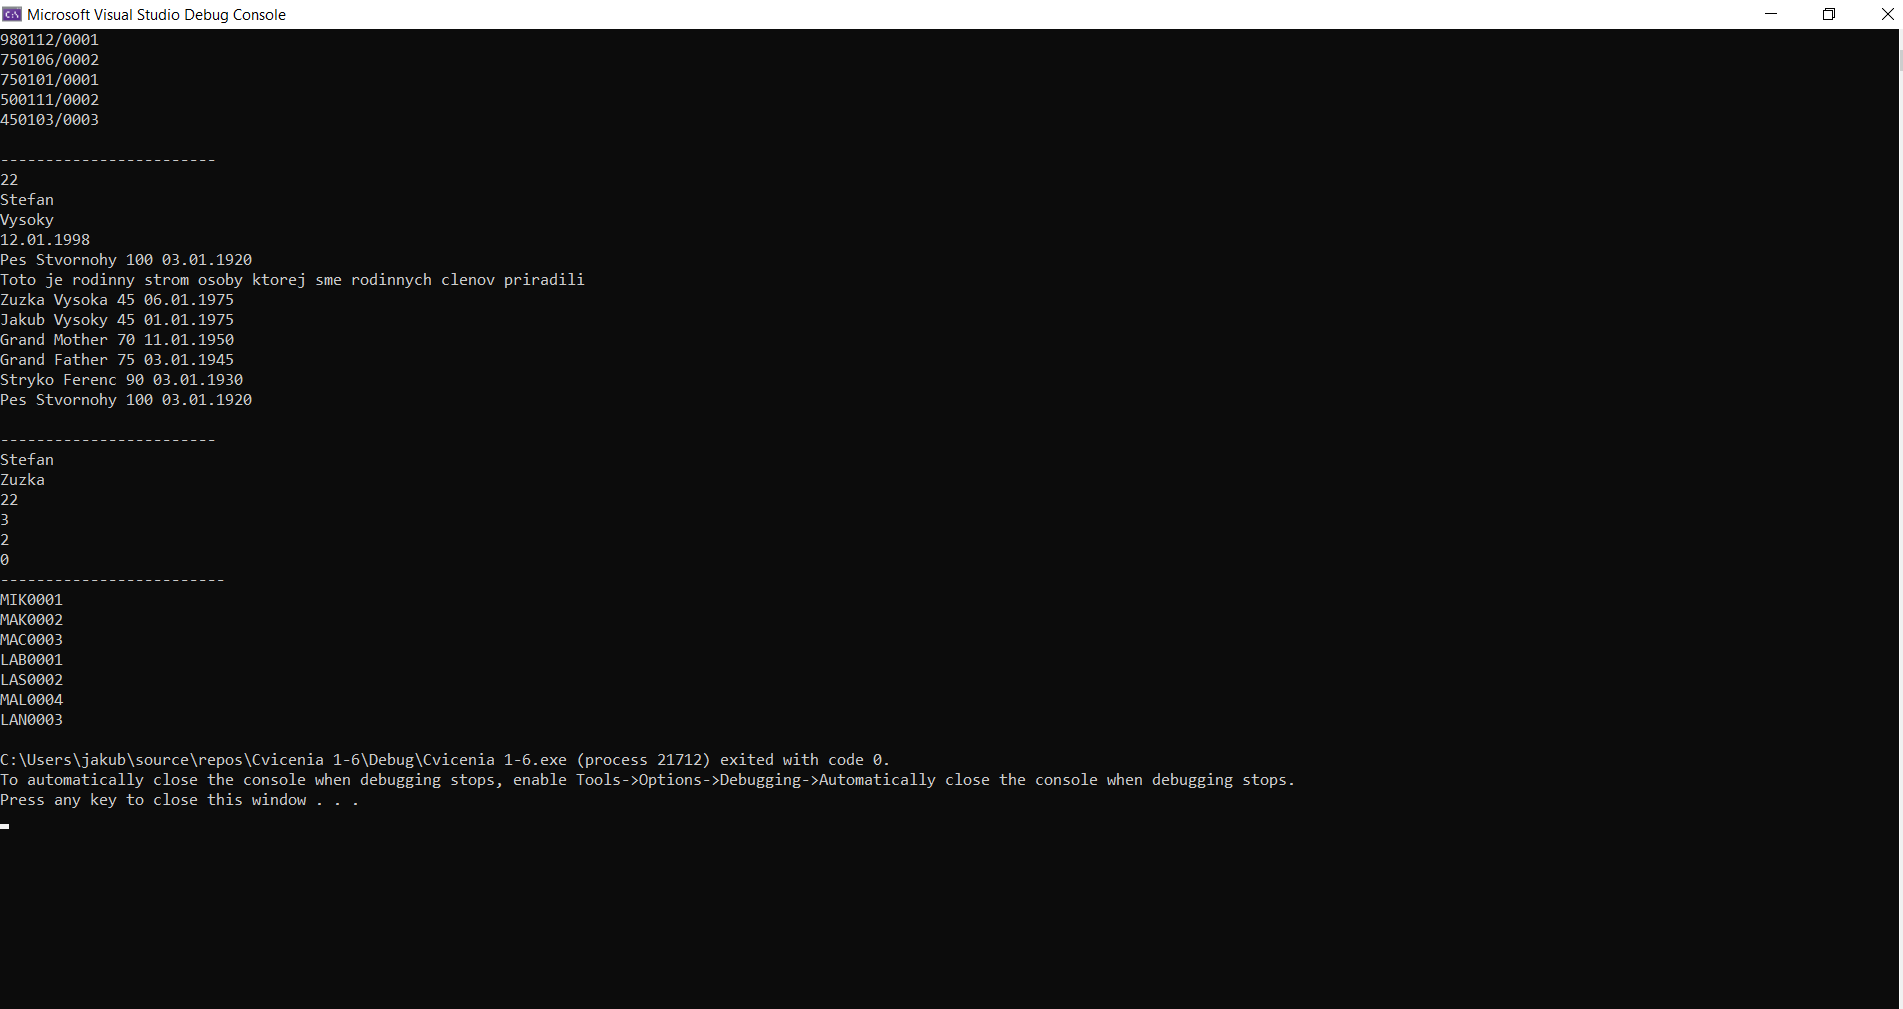 Microsoft Visual Studio Debug Console
980112/0001
750106/0002
750101/0001
500111/0002
450103/0003
------------------------
22
Stefan
Vysoky
12.01.1998
Pes Stvornohy 100 03.01.1920
Toto je rodinny strom osoby ktorej sme rodinnych clenov priradili
Zuzka Vysoka 45 06.01.1975
Jakub Vysoky 45 01.01.1975
Grand Mother 70 11.01.1950
Grand Father 75 03.01.1945
Stryko Ferenc 90 03.01.1930
Pes Stvornohy 100 03.01.1920
------------------------
Stefan
Zuzka
22
3
2
0
-------------------------
MIK0001
MAK0002
MAC0003
LAB0001
LAS0002
MAL0004
LAN0003
C:\Users\jakub\source\repos\Cvicenia 1-6\Debug\Cvicenia 1-6.exe (process 21712) exited with code 0.
To automatically close the console when debugging stops, enable Tools->Options->Debugging->Automatically close the console when debugging stops.
Press any key to close this window . . .